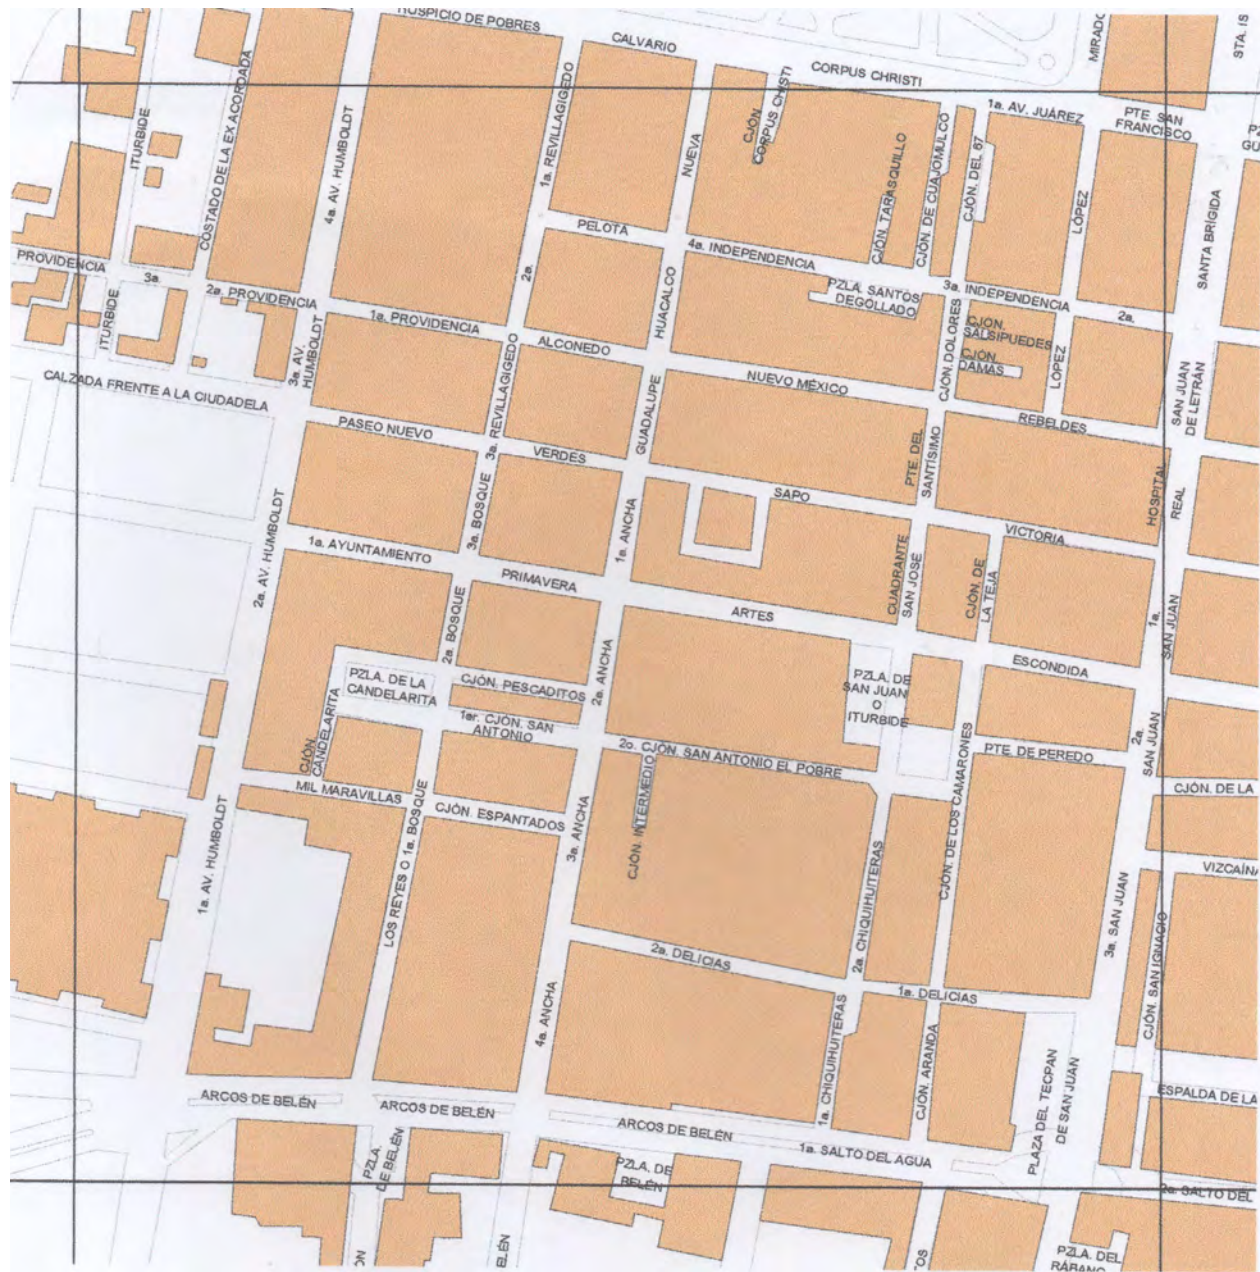 HOSPICIO DE POBRES
CALVARIO
CORPUS CHRISTI
MIRADO
STA. IS
ITURBIDE
COSTADO DE LA EX ACORDADA
4a. AV. HUMBOLDT
1a. REVILLAGIGEDO
NUEVA
CJÓN.
CORPUS CHISTI
CJÓN. TARASQUILLO
CJÓN. DE CUAJOMULCO
CJÓN. DEL 67
1a. AV. JUÁREZ
PTE. SAN
FRANCISCO
LÓPEZ
SANTA BRÍGIDA
PROVIDENCIA
3a.
2a. PROVIDENCIA
1a. PROVIDENCIA
ITURBIDE
PELOTA
2a.
4a. INDEPENDENCIA
PZLA. SANTOS
DEGOLLADO
3a. INDEPENDENCIA
2a.
HUACALCO
ALCONEDO
3a. AV.
HUMBOLDT
CJÓN. DOLORES
CJÓN.
SALSIPUEDES
CJÓN.
DAMAS
LÓPEZ
SAN JUAN
DE LETRÁN
CALZADA FRENTE A LA CIUDADELA
PASEO NUEVO
3a. REVILLAGIGEDO
VERDES
GUADALUPE
NUEVO MÉXICO
REBELDES
PTE. DEL
SANTÍSIMO
SAPO
VICTORIA
HOSPITAL
REAL
2a. AV. HUMBOLDT
1a. AYUNTAMIENTO
3a. BOSQUE
1a. ANCHA
PRIMAVERA
ARTES
CUADRANTE
SAN JOSÉ
CJÓN. DE
LA TEJA
ESCONDIDA
1a.
SAN JUAN
2a. BOSQUE
PZLA. DE LA
CANDELARITA
CJÓN. PESCADITOS
1er. CJÓN. SAN
ANTONIO
2a. ANCHA
PZLA. DE
SAN JUAN
O
ITURBIDE
2a.
SAN JUAN
CJÓN.
CANDELARITA
2o. CJÓN. SAN ANTONIO EL POBRE
PTE. DE PEREDO
MIL MARAVILLAS
CJÓN. ESPANTADOS
CJÓN. INTERMEDIO
CJÓN. DE LOS CAMARONES
CJÓN. DE LA
VIZCAÍNA
1a. AV. HUMBOLDT
LOS REYES O 1a. BOSQUE
3a. ANCHA
2a. CHIQUIHUITERAS
3a. SAN JUAN
CJÓN. SAN IGNACIO
2a. DELICIAS
1a. DELICIAS
4a. ANCHA
1a. CHIQUIHUITERAS
CJÓN. ARANDA
PLAZA DEL TECPAN
DE SAN JUAN
ESPALDA DE LA
ARCOS DE BELÉN
ARCOS DE BELÉN
ARCOS DE BELÉN
1a. SALTO DEL AGUA
PZLA.
DE BELÉN
PZLA. DE
BELÉN
2a. SALTO DEL
BELÉN
TOS
PZLA. DEL
RÁBANO